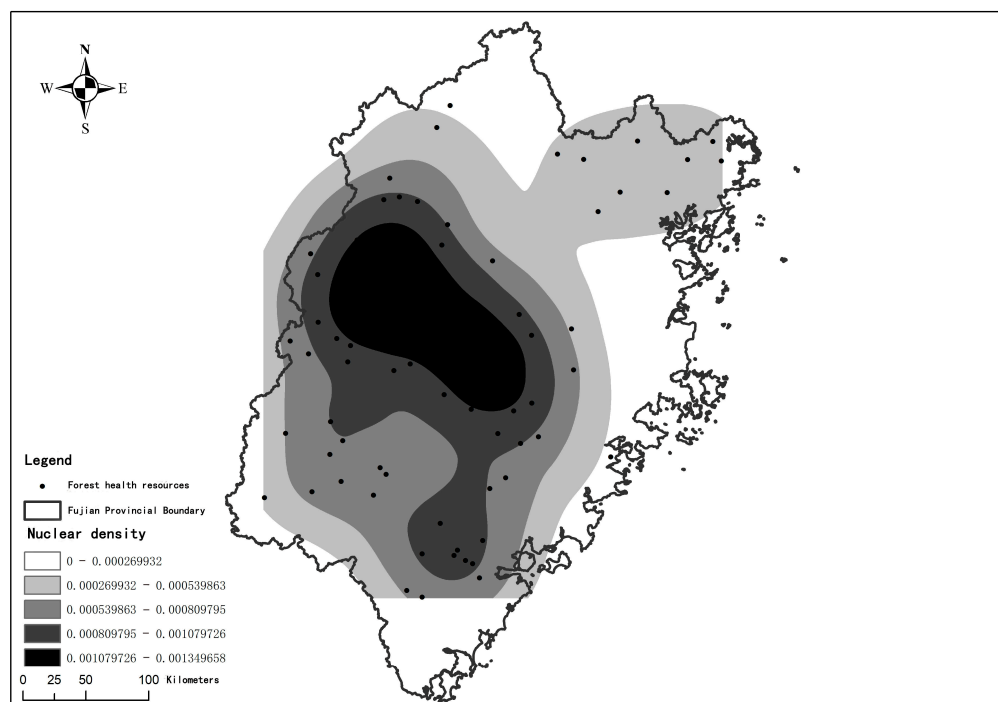 N
W E
S
Legend
Forest health resources
Fujian Provincial Boundary
Nuclear density
0 - 0.000269932
0.000269932 - 0.000539863
0.000539863 - 0.000809795
0.000809795 - 0.001079726
0.001079726 - 0.001349658
0 25 50 100 Kilometers